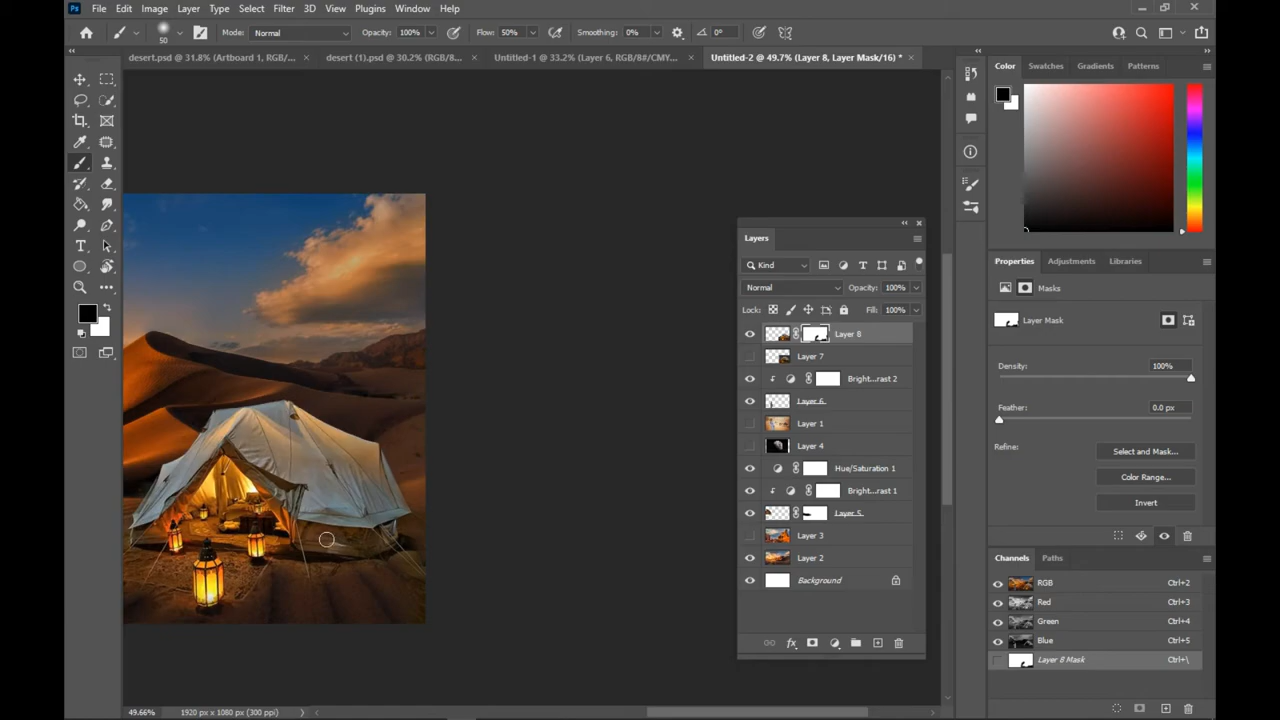 Ps File Edit Image Layer Type Select Filter 3D View Plugins Window Help
50 Mode: Normal Opacity: 100% Flow: 50% Smoothing: 0% 0°
desert.psd @ 31.8% (Artboard 1, RGB/... × desert (1).psd @ 30.2% (RGB/8... × Untitled-1 @ 33.2% (Layer 6, RGB/8#/CMY... × Untitled-2 @ 49.7% (Layer 8, Layer Mask/16) * ×
Color Swatches Gradients Patterns
Layers
Kind
Normal Opacity: 100%
Lock: Fill: 100%
Layer 8
Layer 7
Bright...rast 2
Layer 6
Layer 1
Layer 4
Hue/Saturation 1
Bright...rast 1
Layer 5
Layer 3
Layer 2
Background
fx
Properties Adjustments Libraries
Masks
Layer Mask
Density: 100%
Feather: 0.0 px
Refine: Select and Mask...
Color Range...
Invert
Channels Paths
RGB Ctrl+2
Red Ctrl+3
Green Ctrl+4
Blue Ctrl+5
Layer 8 Mask Ctrl+\
49.66% 1920 px x 1080 px (300 ppi)